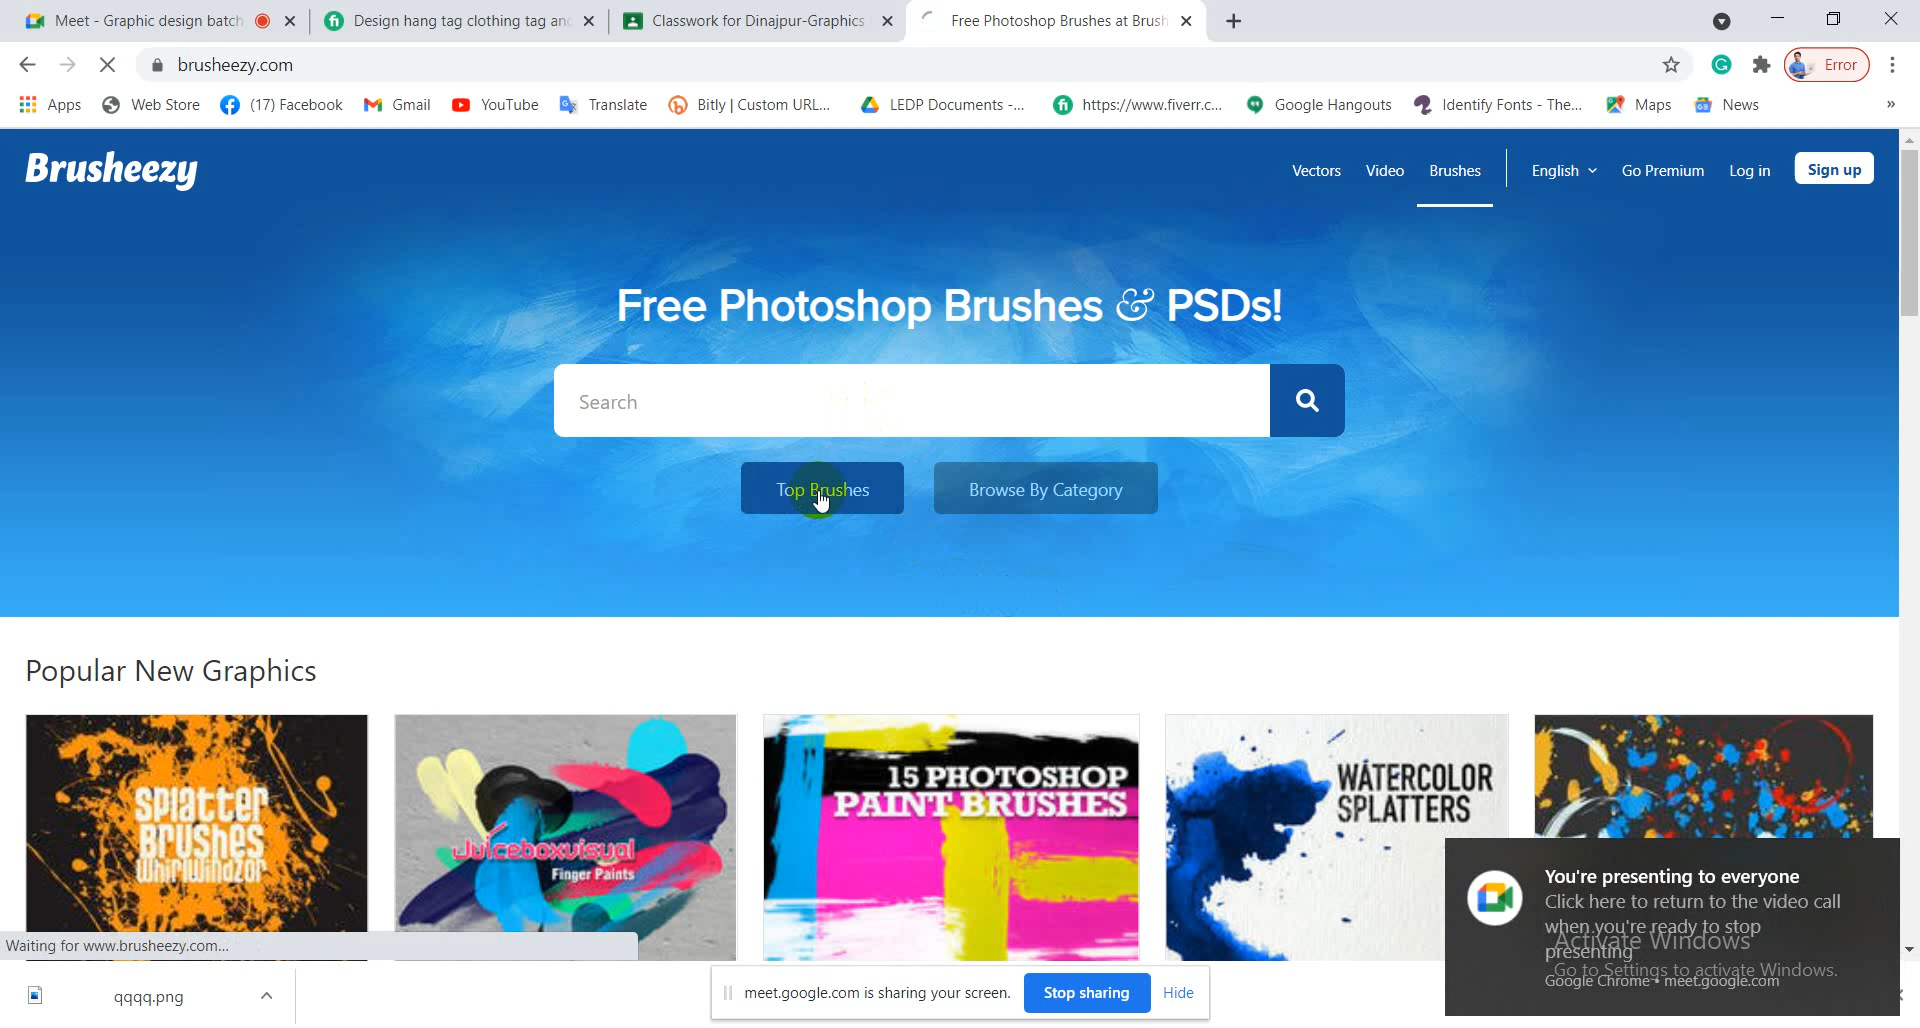 Meet - Graphic design batch
Design hang tag clothing tag and
Classwork for Dinajpur-Graphics
Free Photoshop Brushes at Brush
brusheezy.com
Error
Apps
Web Store
(17) Facebook
Gmail
YouTube
Translate
Bitly | Custom URL...
LEDP Documents -...
https://www.fiverr.c...
Google Hangouts
Identify Fonts - The...
Maps
News
»
Brusheezy
Vectors
Video
Brushes
English
Go Premium
Log in
Sign up
Free Photoshop Brushes & PSDs!
Search
Top Brushes
Browse By Category
Popular New Graphics
Splatter
Brushes
Whirlwindzor
Juiceboxvisual
Finger Paints
15 PHOTOSHOP
PAINT BRUSHES
WATERCOLOR
SPLATTERS
You're presenting to everyone
Click here to return to the video call
when you're ready to stop
presenting
Google Chrome • meet.google.com
Activate Windows
Go to Settings to activate Windows.
Waiting for www.brusheezy.com...
qqqq.png
meet.google.com is sharing your screen.
Stop sharing
Hide